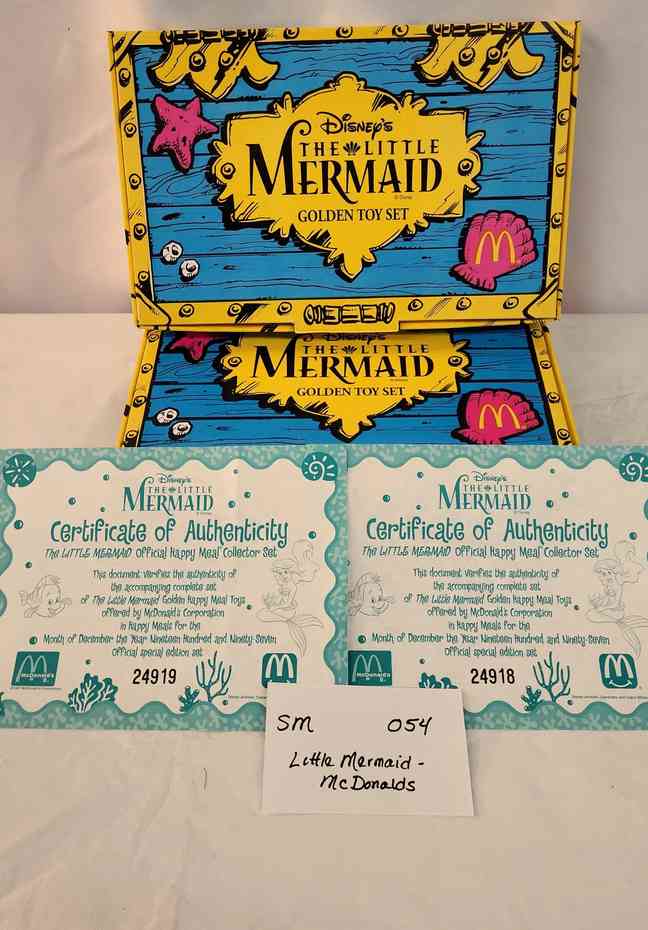 Disney's
THE LITTLE
MERMAID
© Disney
GOLDEN TOY SET
Disney's
THE LITTLE
MERMAID
GOLDEN TOY SET
Disney's
THE LITTLE
MERMAID
Certificate of Authenticity
The LITTLE MERMAID Official Happy Meal Collector Set
This document verifies the authenticity of
the accompanying complete set
of The Little Mermaid Golden Happy Meal Toys
offered by McDonald's Corporation
in Happy Meals for the
Month of December the Year Nineteen Hundred and Ninety-Seven
Official special edition set
McDonald's
24919
Disney's
THE LITTLE
MERMAID
Certificate of Authenticity
The LITTLE MERMAID Official Happy Meal Collector Set
This document verifies the authenticity of
the accompanying complete set
of The Little Mermaid Golden Happy Meal Toys
offered by McDonald's Corporation
in Happy Meals for the
Month of December the Year Nineteen Hundred and Ninety-Seven
Official special edition set
McDonald's
24918
SM 054
Little Mermaid -
McDonalds